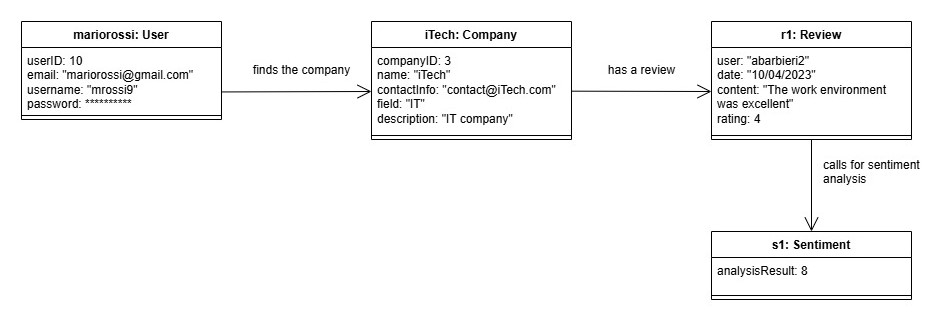 mariorossi: User
userID: 10
email: "mariorossi@gmail.com"
username: "mrossi9"
password: **********
finds the company
iTech: Company
companyID: 3
name: "iTech"
contactInfo: "contact@iTech.com"
field: "IT"
description: "IT company"
has a review
r1: Review
user: "abarbieri2"
date: "10/04/2023"
content: "The work environment
was excellent"
rating: 4
calls for sentiment
analysis
s1: Sentiment
analysisResult: 8